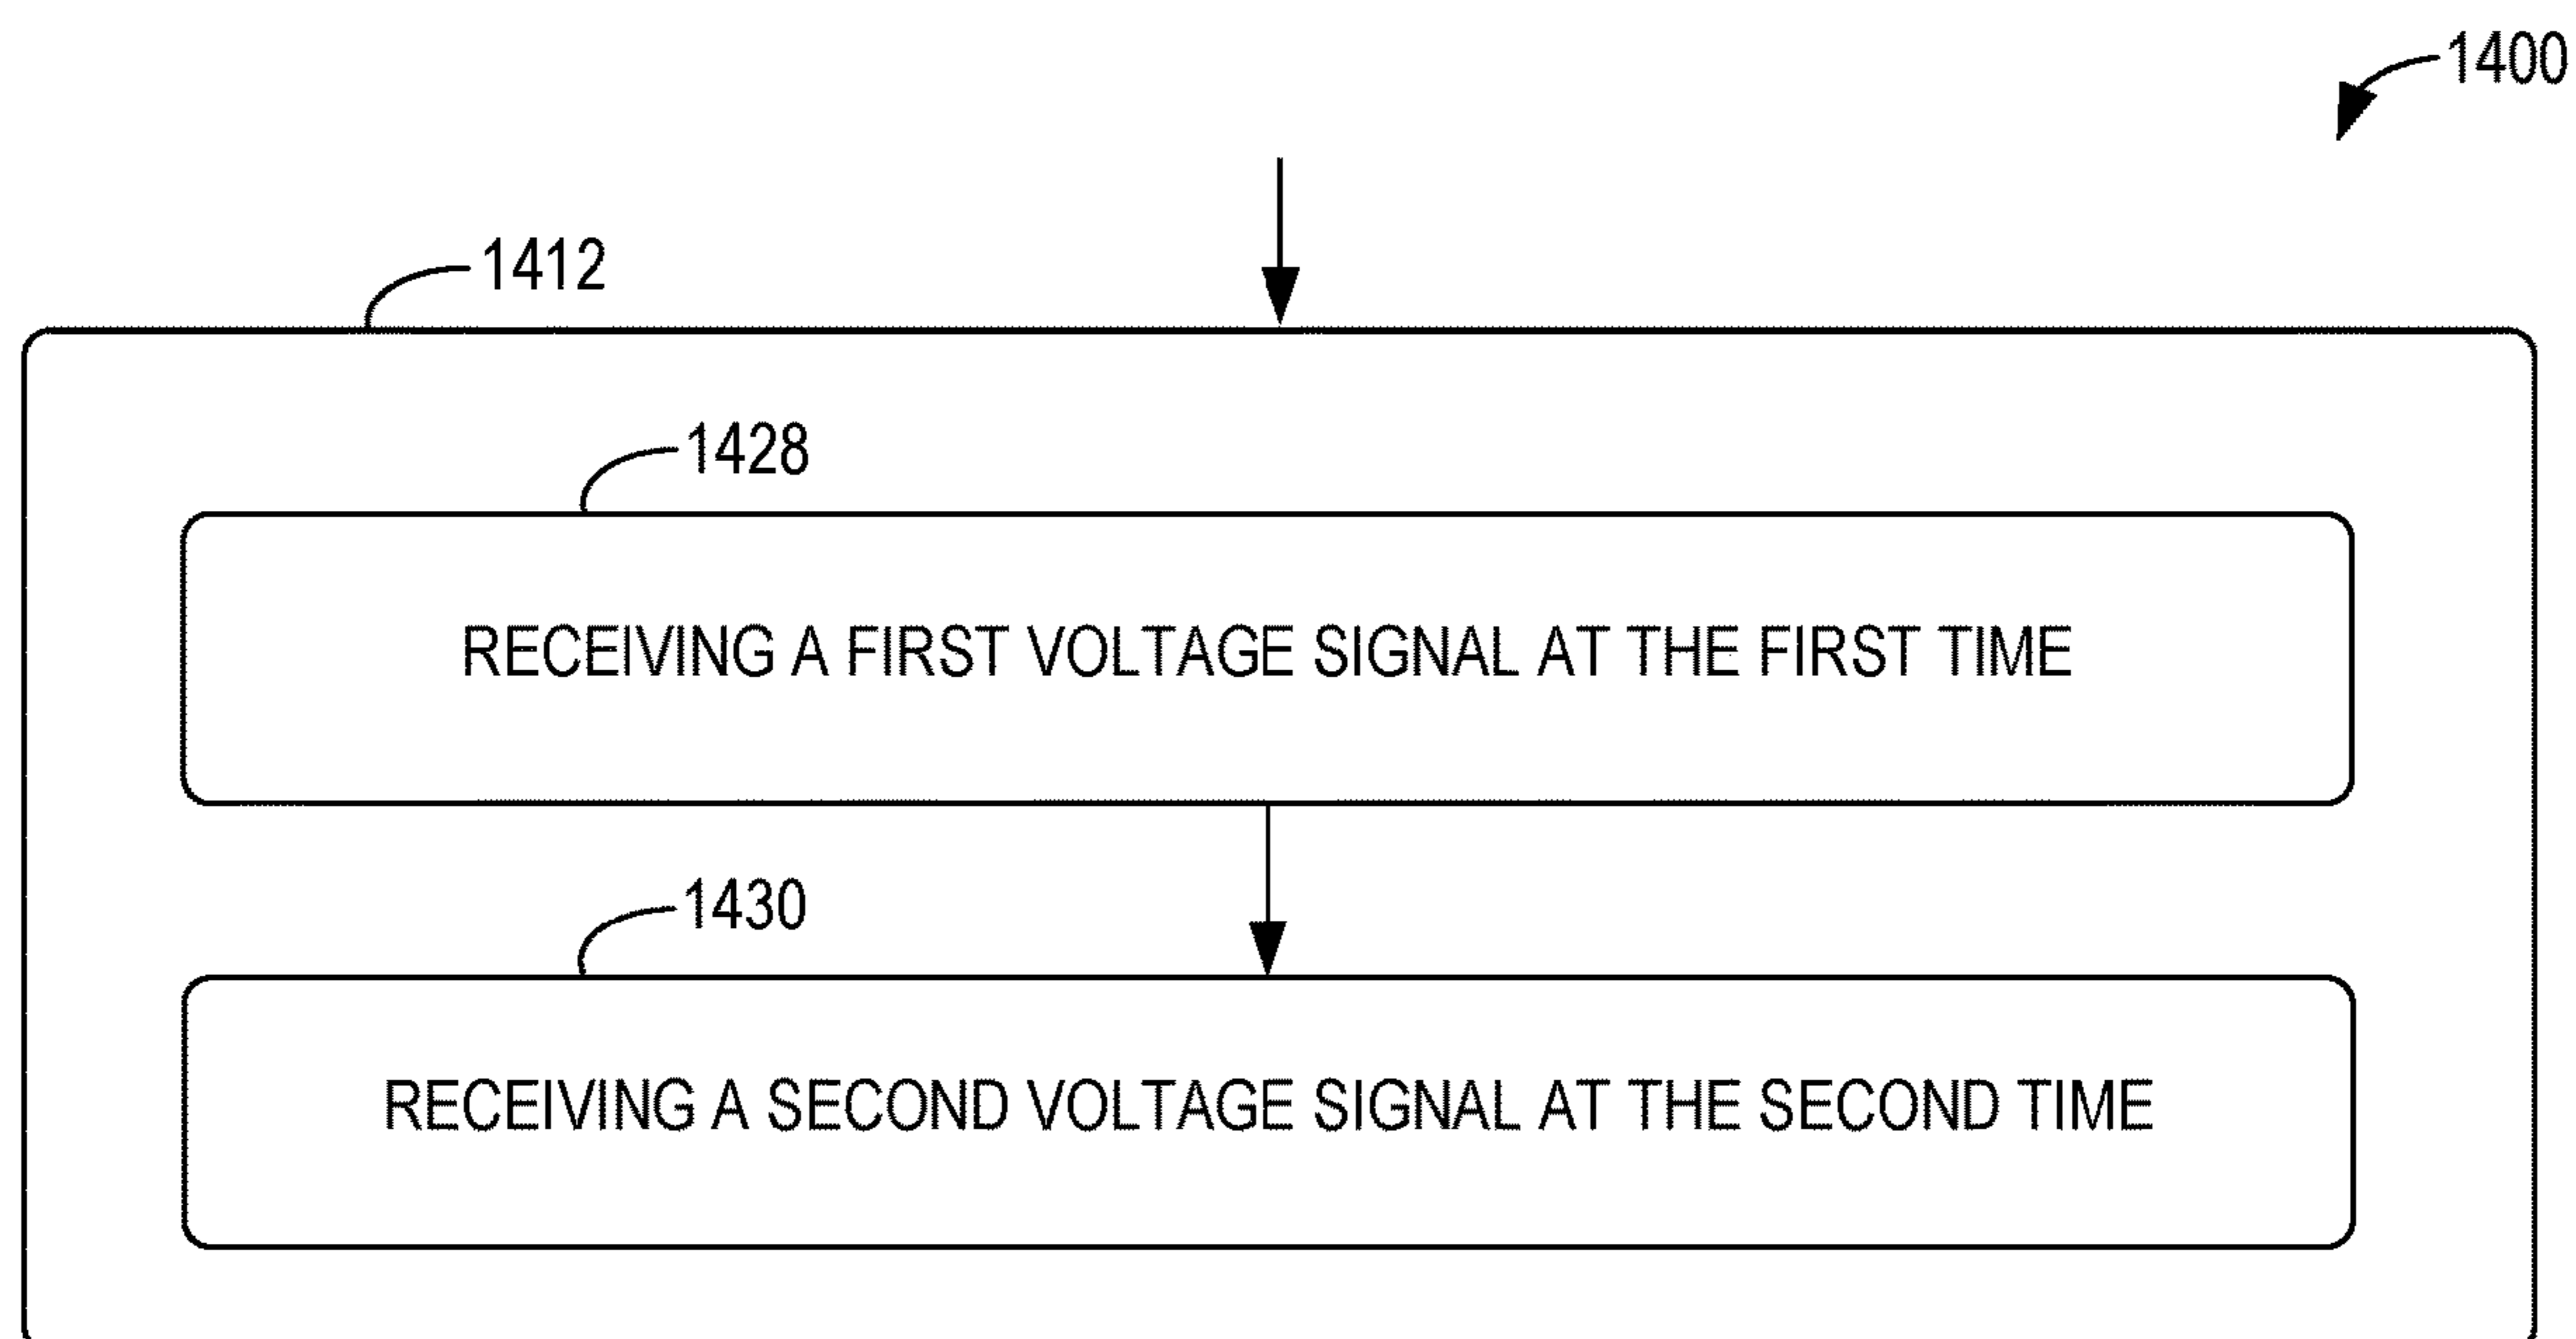 1400
1412
1428
RECEIVING A FIRST VOLTAGE SIGNAL AT THE FIRST TIME
1430
RECEIVING A SECOND VOLTAGE SIGNAL AT THE SECOND TIME